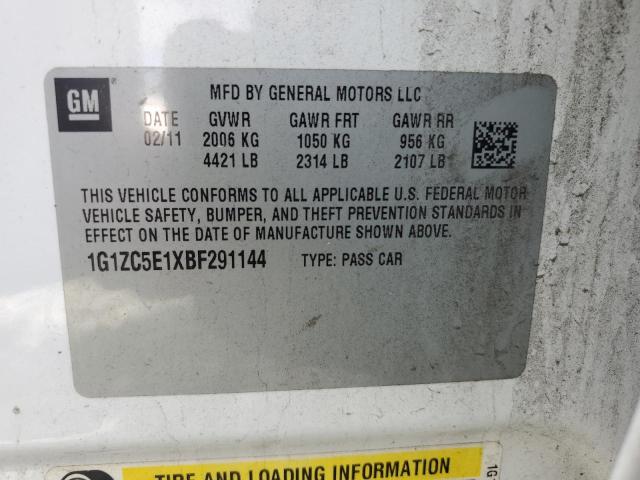 GM
MFD BY GENERAL MOTORS LLC
DATE GVWR GAWR FRT GAWR RR
02/11 2006 KG 1050 KG 956 KG
4421 LB 2314 LB 2107 LB
THIS VEHICLE CONFORMS TO ALL APPLICABLE U.S. FEDERAL MOTOR
VEHICLE SAFETY, BUMPER, AND THEFT PREVENTION STANDARDS IN
EFFECT ON THE DATE OF MANUFACTURE SHOWN ABOVE.
1G1ZC5E1XBF291144 TYPE: PASS CAR
TIRE AND LOADING INFORMATION
1G